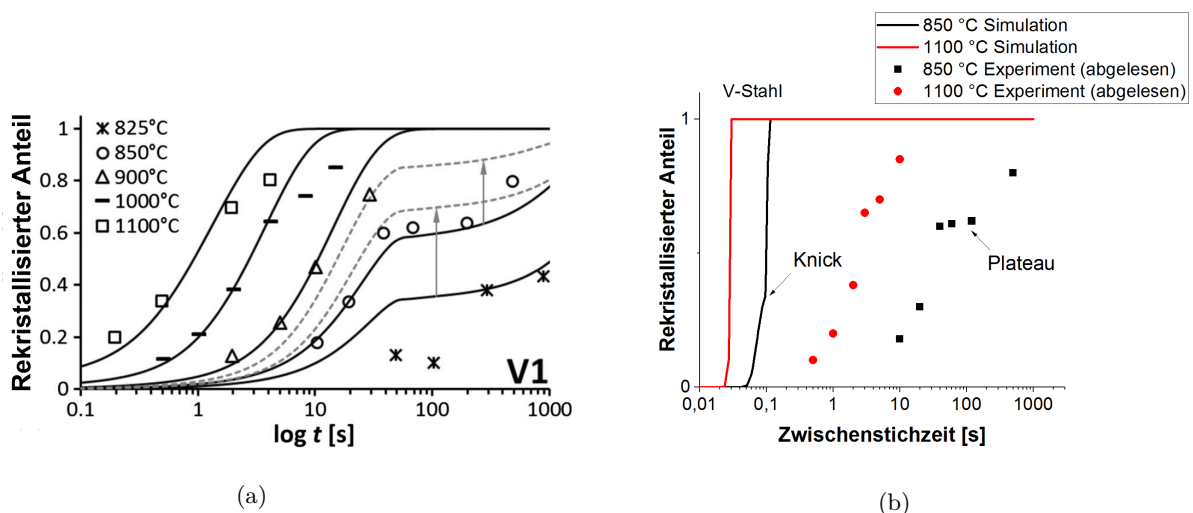 Rekristallisierter Anteil
1
0.8
0.6
0.4
0.2
0
825°C
850°C
900°C
1000°C
1100°C
V1
0.1
1
10
100
1000
log t [s]
(a)
850 °C Simulation
1100 °C Simulation
850 °C Experiment (abgelesen)
1100 °C Experiment (abgelesen)
V-Stahl
Rekristallisierter Anteil
1
0
Knick
Plateau
0,01
0,1
1
10
100
1000
Zwischenstichzeit [s]
(b)